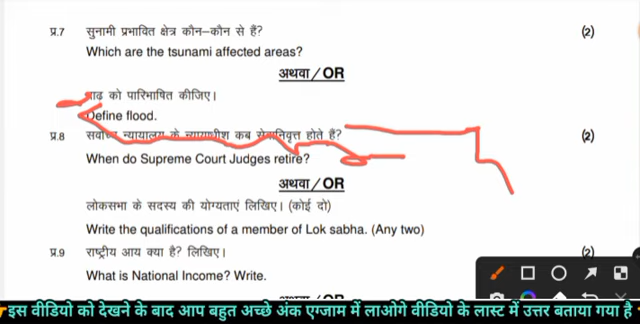 प्र.7 सुनामी प्रभावित क्षेत्र कौन–कौन से हैं? (2)
Which are the tsunami affected areas?
अथवा / OR
बाढ को पारिभाषित कीजिए।
Define flood.
प्र.8 सर्वोच्च न्यायालय के न्यायाधीश कब सेवानिवृत्त होते हैं? (2)
When do Supreme Court Judges retire?
अथवा / OR
लोकसभा के सदस्य की योग्यताएं लिखिए। (कोई दो)
Write the qualifications of a member of Lok sabha. (Any two)
प्र.9 राष्ट्रीय आय क्या है? लिखिए। (2)
What is National Income? Write.
इस वीडियो को देखने के बाद आप बहुत अच्छे अंक एग्जाम में लाओगे वीडियो के लास्ट में उत्तर बताया गया है